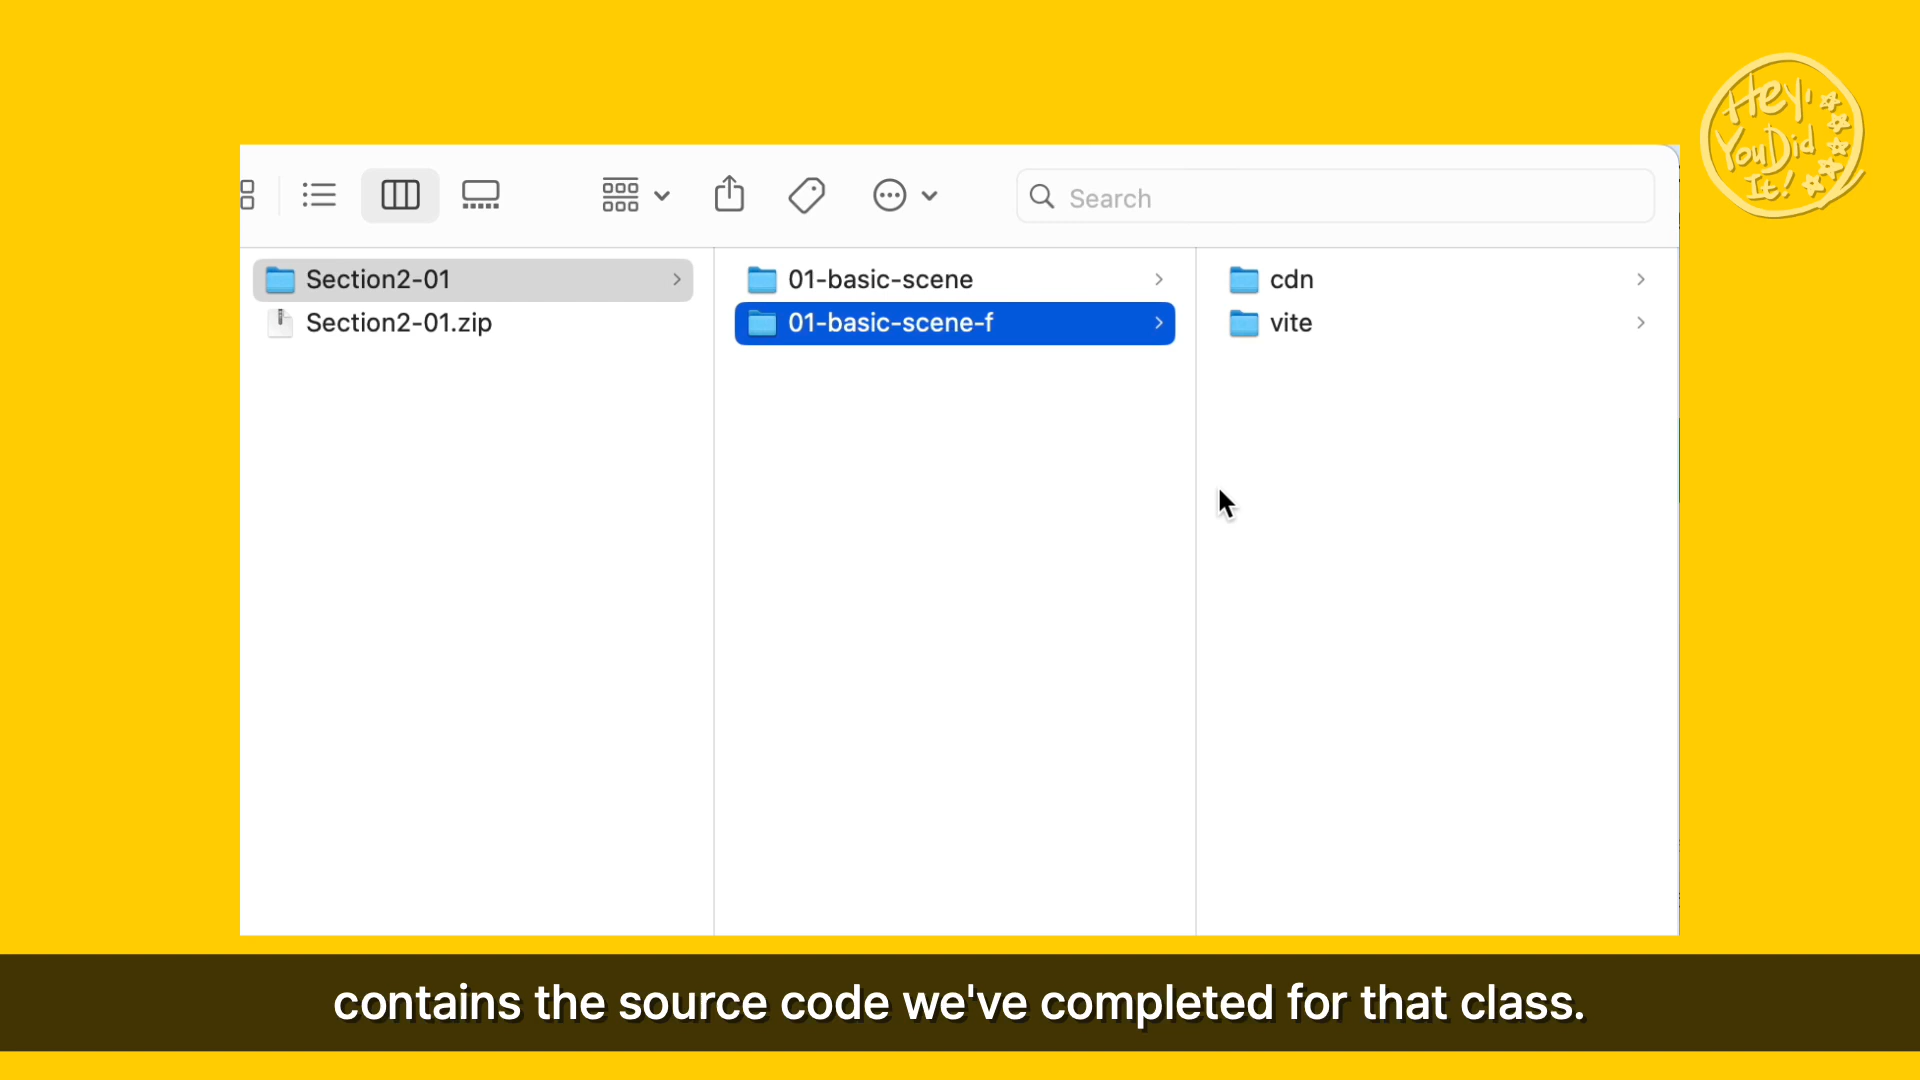 Hey,
You Did
It!
Search
Section2-01
Section2-01.zip
01-basic-scene
01-basic-scene-f
cdn
vite
contains the source code we've completed for that class.